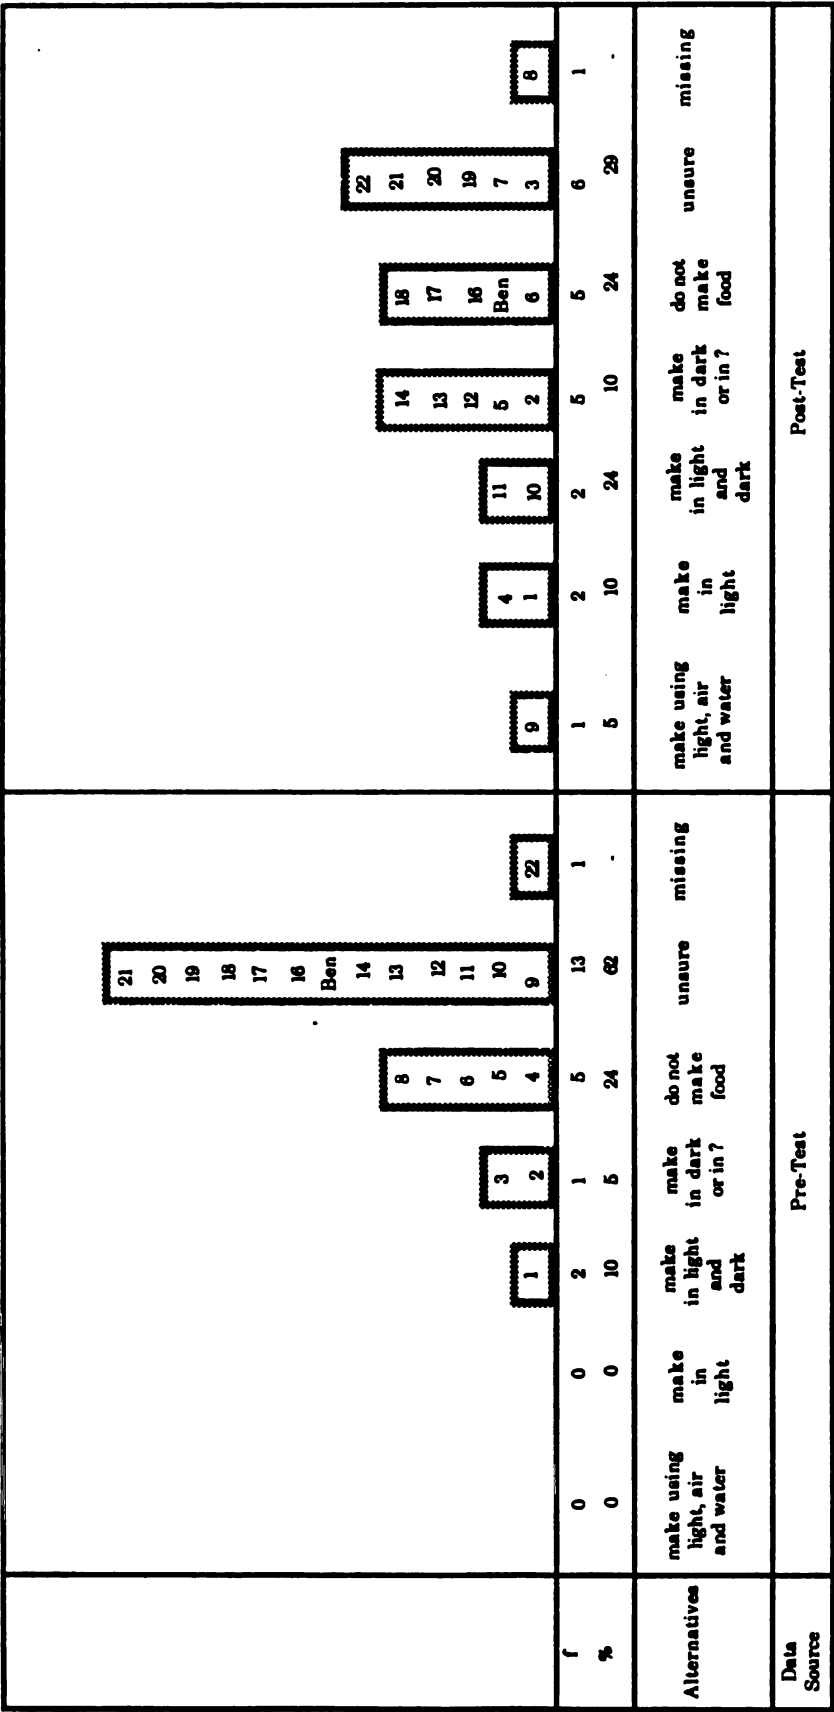 21
20
19
18
17
16
Ben
14 22
8 13 14 18 21
7 12 13 17 20
6 11 12 16 19
3 5 10 4 11 5 Ben 7
1 2 4 9 22 9 1 10 2 6 3 8
f 0 0 2 1 5 13 1 1 2 2 5 5 6 1
% 0 0 10 5 24 62 - 5 10 24 10 24 29 -
Alternatives
make using
light, air
and water
make
in
light
make
in light
and
dark
make
in dark
or in ?
do not
make
food
unsure
missing
make using
light, air
and water
make
in
light
make
in light
and
dark
make
in dark
or in ?
do not
make
food
unsure
missing
Data
Source
Pre-Test
Post-Test